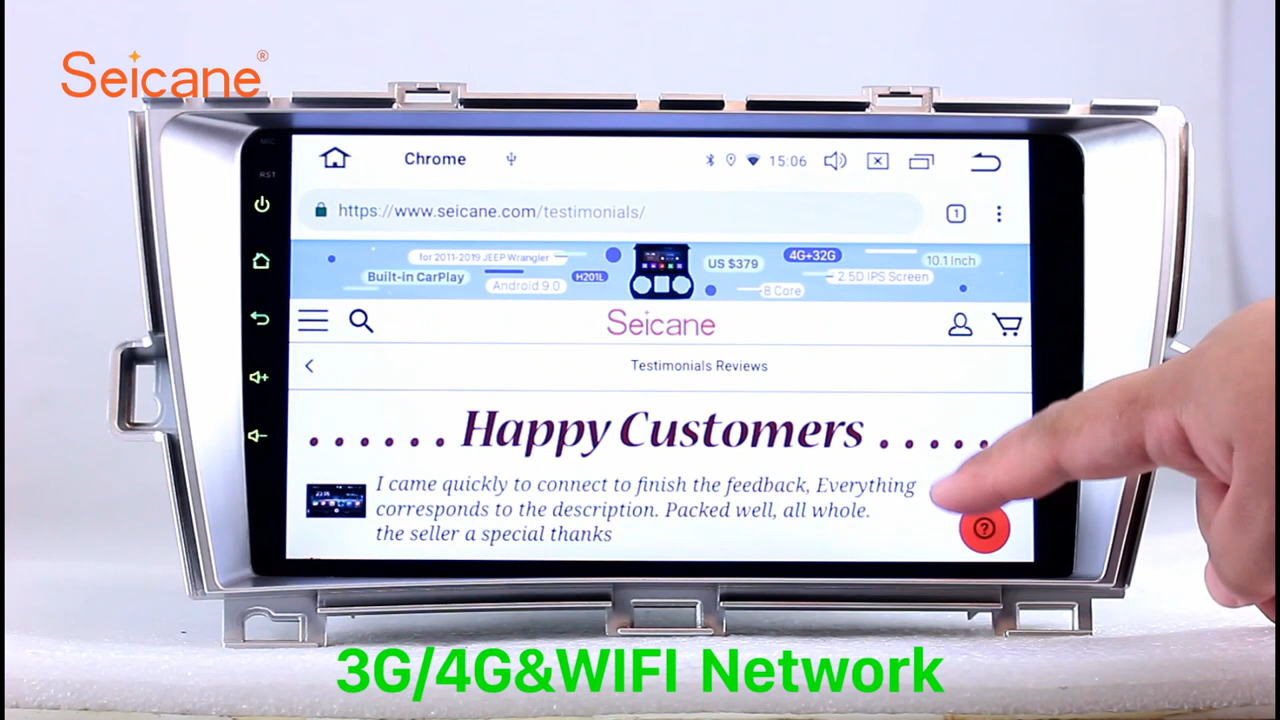 Seicane®
MIC
RST
Chrome
15:06
https://www.seicane.com/testimonials/
1
for 2011-2019 JEEP Wrangler
Built-in CarPlay
H201L
Android 9.0
US $379
4G+32G
10.1 Inch
2.5D IPS Screen
8 Core
Seicane
Testimonials Reviews
......Happy Customers.....
I came quickly to connect to finish the feedback, Everything
corresponds to the description. Packed well, all whole.
the seller a special thanks
3G/4G&WIFI Network